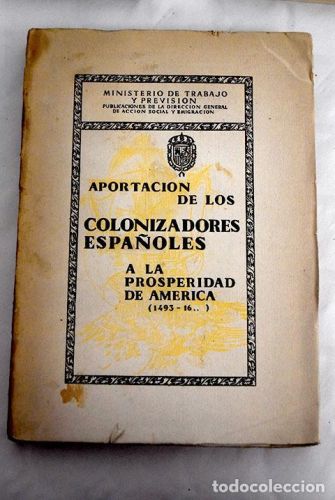 MINISTERIO DE TRABAJO
Y PREVISION
PUBLICACIONES DE LA DIRECCION GENERAL
DE ACCION SOCIAL Y EMIGRACION
APORTACION
DE LOS
COLONIZADORES
ESPAÑOLES
A LA
PROSPERIDAD
DE AMERICA
(1493-16..)
todocoleccion